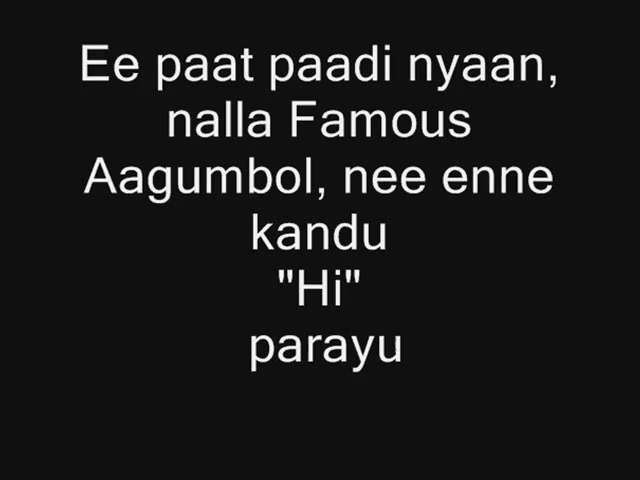 Ee paat paadi nyaan,
nalla Famous
Aagumbol, nee enne
kandu
"Hi"
parayu